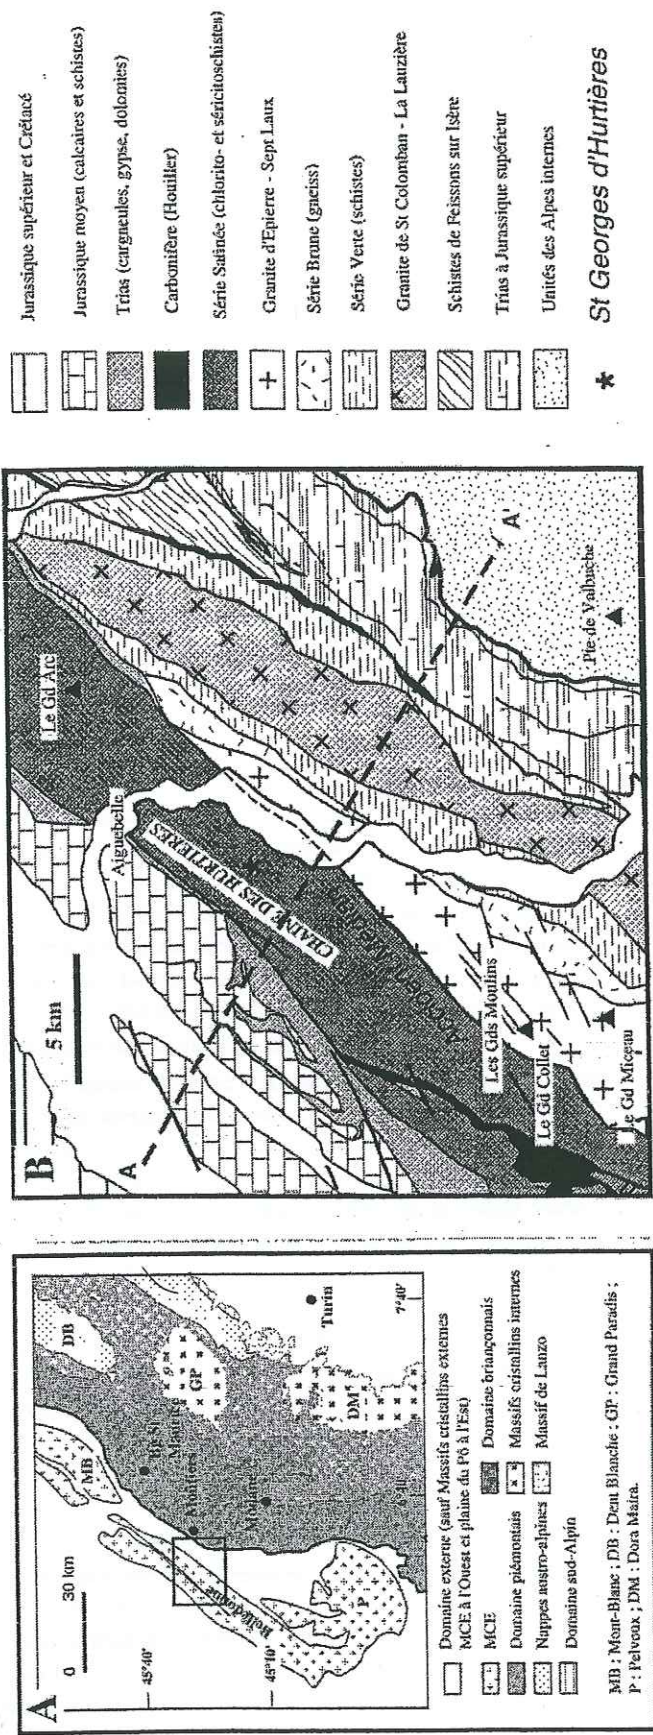 A
0 30 km
45°40'
45°10'
6°40'
7°40'
MB
DB
GP
DM
P
Belledonne
Moûtiers
Modane
Turin
Domaine externe (sauf Massifs cristallins externes
MCE à l'Ouest et plaine du Pô à l'Est)
MCE
Domaine piémontais
Nappes austro-alpines
Domaine sud-Alpin
Domaine briançonnais
Massifs cristallins internes
Massif de Lanzo
MB : Mont-Blanc ; DB : Dent Blanche ; GP : Grand Paradis ;
P : Pelvoux ; DM : Dora Maira.
B
5 km
A
A'
Aiguebelle
Le Gd Arc
CHAINE DES HURTIERES
Accident Médian
Les Gds Moulins
Le Gd Collet
Le Gd Miceau
Pte de Valbuche
Jurassique supérieur et Crétacé
Jurassique moyen (calcaires et schistes)
Trias (cargneules, gypse, dolomies)
Carbonifère (Houiller)
Série Satinée (chlorito- et séricitoschistes)
Granite d'Epierre - Sept Laux
Série Brune (gneiss)
Série Verte (schistes)
Granite de St Colomban - La Lauzière
Schistes de Feissons sur Isère
Trias à Jurassique supérieur
Unités des Alpes internes
* St Georges d'Hurtières